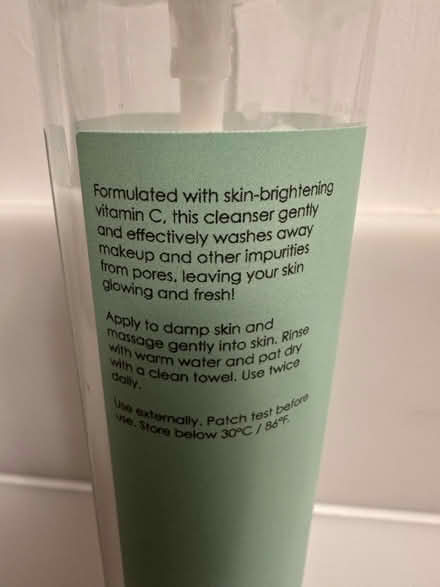 Formulated with skin-brightening
vitamin C, this cleanser gently
and effectively washes away
makeup and other impurities
from pores, leaving your skin
glowing and fresh!
Apply to damp skin and
massage gently into skin. Rinse
with warm water and pat dry
with a clean towel. Use twice
daily.
Use externally. Patch test before
use. Store below 30°C / 86°F.